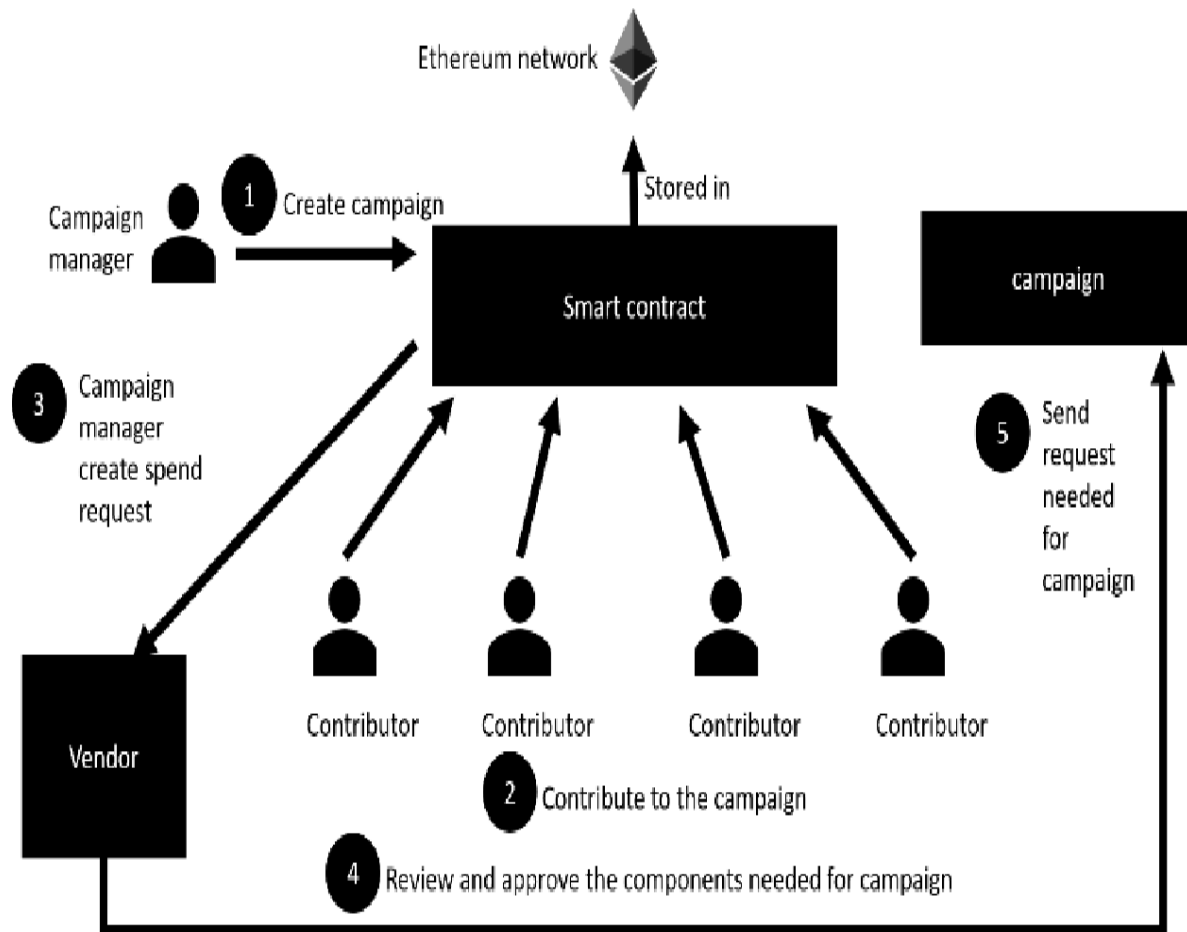 Ethereum network
1
Create campaign
Stored in
Campaign
manager
Smart contract
campaign
3
Campaign
manager
create spend
request
5
Send
request
needed
for
campaign
Contributor
Contributor
Contributor
Contributor
Vendor
2
Contribute to the campaign
4
Review and approve the components needed for campaign